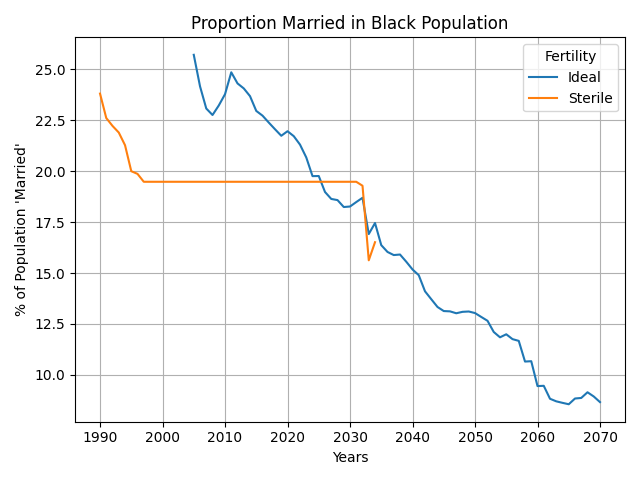 Proportion Married in Black Population
Fertility
Ideal
Sterile
% of Population 'Married'
25.0
22.5
20.0
17.5
15.0
12.5
10.0
1990 2000 2010 2020 2030 2040 2050 2060 2070
Years